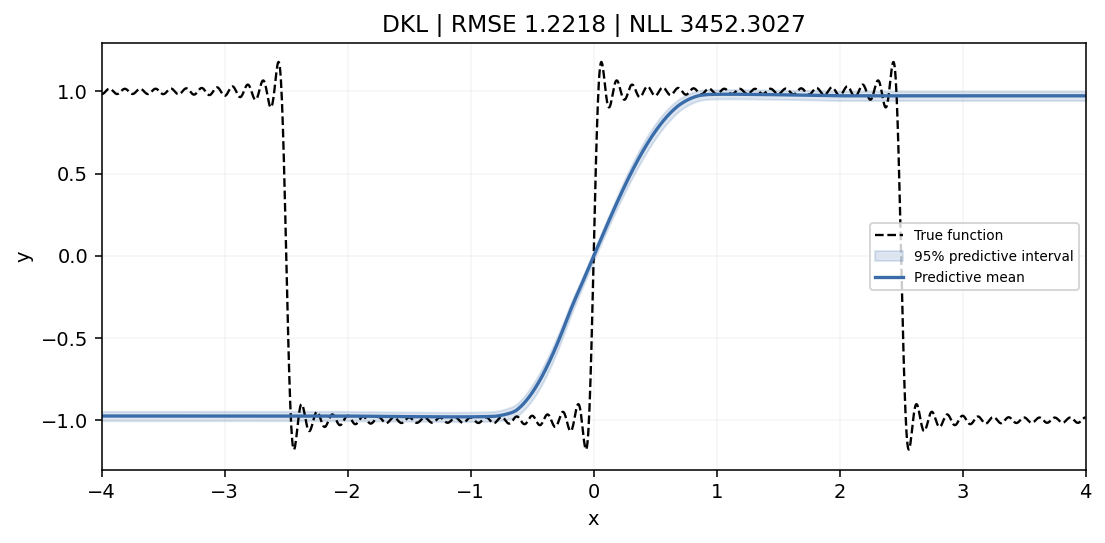 DKL | RMSE 1.2218 | NLL 3452.3027
1.0
0.5
0.0
−0.5
−1.0
y
True function
95% predictive interval
Predictive mean
−4 −3 −2 −1 0 1 2 3 4
x